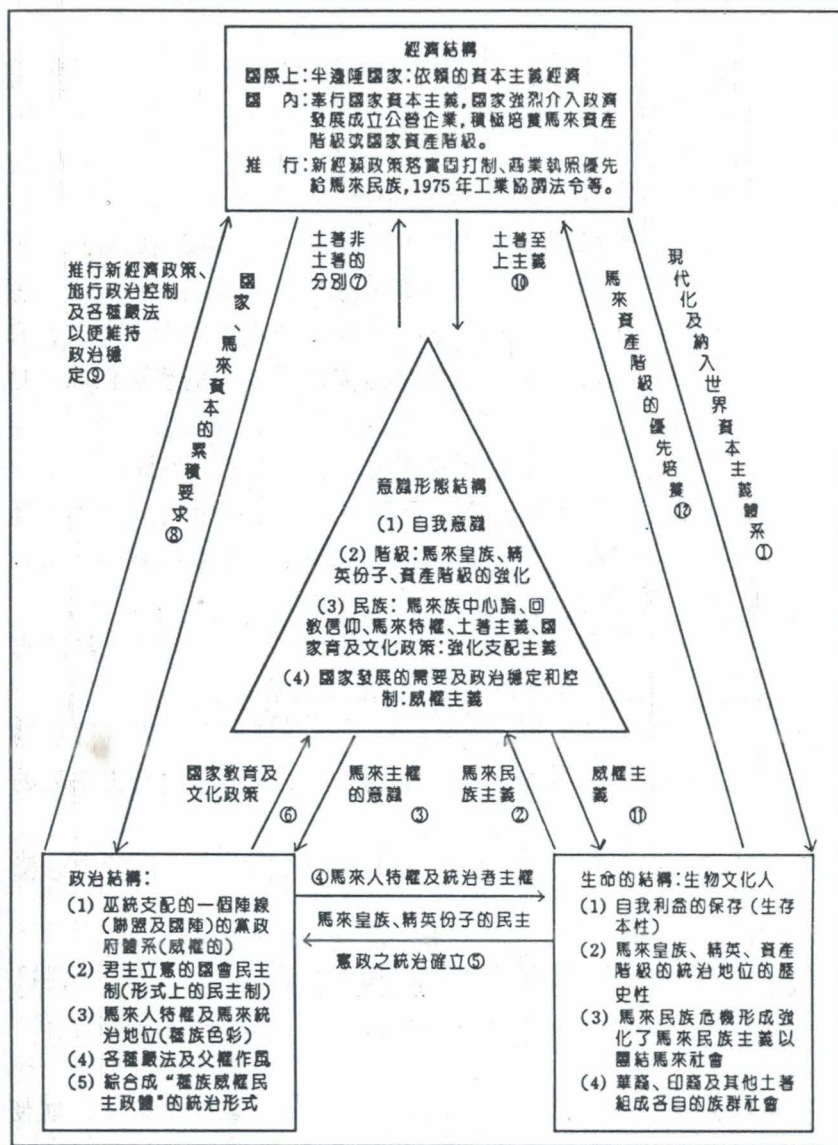 經濟結構
國際上:半邊陲國家:依賴的資本主義經濟
國 內:奉行國家資本主義,國家強烈介入政濟
發展成立公營企業,積極培養馬來資產
階級或國家資產階級。
推 行:新經濟政策落實固打制、商業執照優先
給馬來民族,1975年工業協調法令等。
推行新經濟政策、
施行政治控制
及各種嚴法
以便維持
政治穩
定⑨
國家、馬來資本的累積要求⑧
土著非
土著的
分別⑦
土著至
上主義
⑩
馬來資產階級的優先培養⑫
現代化及納入世界資本主義體系①
意識形態結構
(1) 自我意識
(2) 階級:馬來皇族、精
英份子、資產階級的強化
(3) 民族: 馬來族中心論、回
教信仰、馬來特權、土著主義、國
家育及文化政策:強化支配主義
(4) 國家發展的需要及政治穩定和控
制:威權主義
國家教育及
文化政策
⑥
馬來主權
的意識
③
馬來民
族主義
②
威權主
義
⑪
政治結構:
(1) 巫統支配的一個陣線
(聯盟及國陣)的黨政
府體系(威權的)
(2) 君主立憲的國會民主
制(形式上的民主制)
(3) 馬來人特權及馬來統
治地位(種族色彩)
(4) 各種嚴法及父權作風
(5) 綜合成“種族威權民
主政體”的統治形式
④馬來人特權及統治者主權
馬來皇族、精英份子的民主
憲政之統治確立⑤
生命的結構:生物文化人
(1) 自我利益的保存(生存
本性)
(2) 馬來皇族、精英、資產
階級的統治地位的歷
史性
(3) 馬來民族危機形成強
化了馬來民族主義以
團結馬來社會
(4) 華裔、印裔及其他土著
組成各自的族群社會